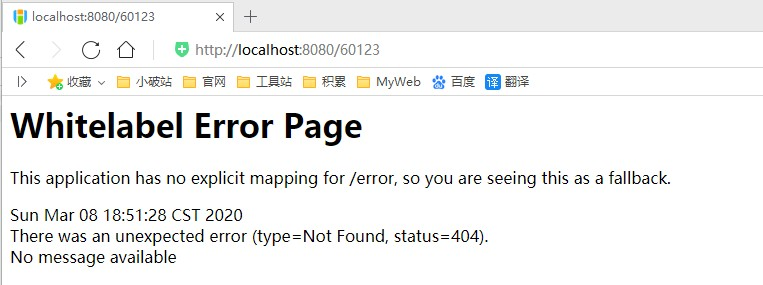 localhost:8080/60123
http://localhost:8080/60123
收藏 小破站 官网 工具站 积累 MyWeb 百度 译 翻译
Whitelabel Error Page
This application has no explicit mapping for /error, so you are seeing this as a fallback.
Sun Mar 08 18:51:28 CST 2020
There was an unexpected error (type=Not Found, status=404).
No message available